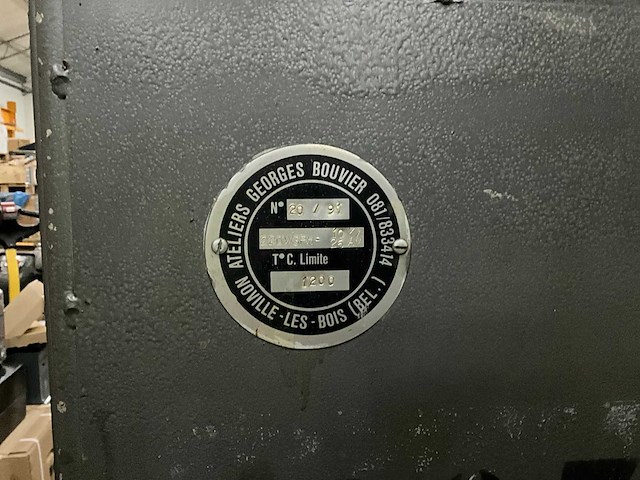 ATELIERS GEORGES BOUVIER 081/833414
N° 20 / 91
T° C. Limite
1200
NOVILLE-LES-BOIS (BEL.)